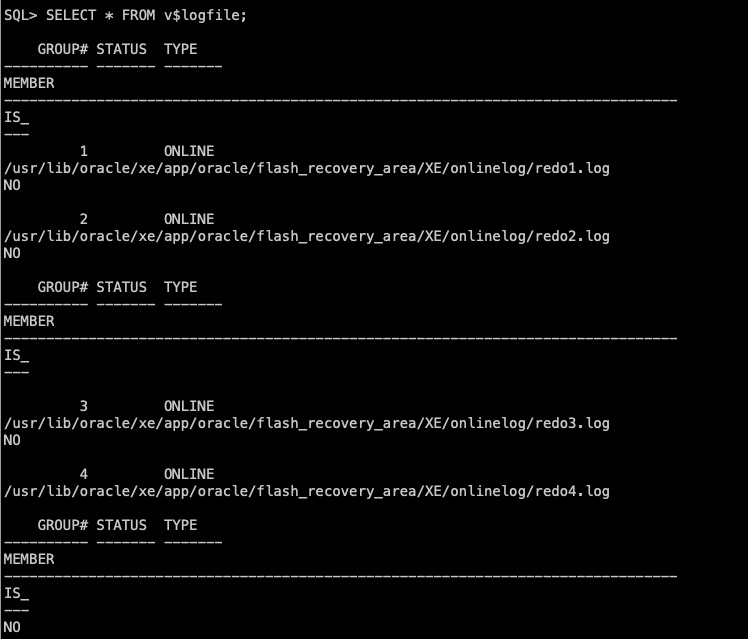 SQL> SELECT * FROM v$logfile;
    GROUP# STATUS  TYPE
---------- ------- -------
MEMBER
--------------------------------------------------------------------------------
IS_
---
         1         ONLINE
/usr/lib/oracle/xe/app/oracle/flash_recovery_area/XE/onlinelog/redo1.log
NO
         2         ONLINE
/usr/lib/oracle/xe/app/oracle/flash_recovery_area/XE/onlinelog/redo2.log
NO
    GROUP# STATUS  TYPE
---------- ------- -------
MEMBER
--------------------------------------------------------------------------------
IS_
---
         3         ONLINE
/usr/lib/oracle/xe/app/oracle/flash_recovery_area/XE/onlinelog/redo3.log
NO
         4         ONLINE
/usr/lib/oracle/xe/app/oracle/flash_recovery_area/XE/onlinelog/redo4.log
    GROUP# STATUS  TYPE
---------- ------- -------
MEMBER
--------------------------------------------------------------------------------
IS_
---
NO